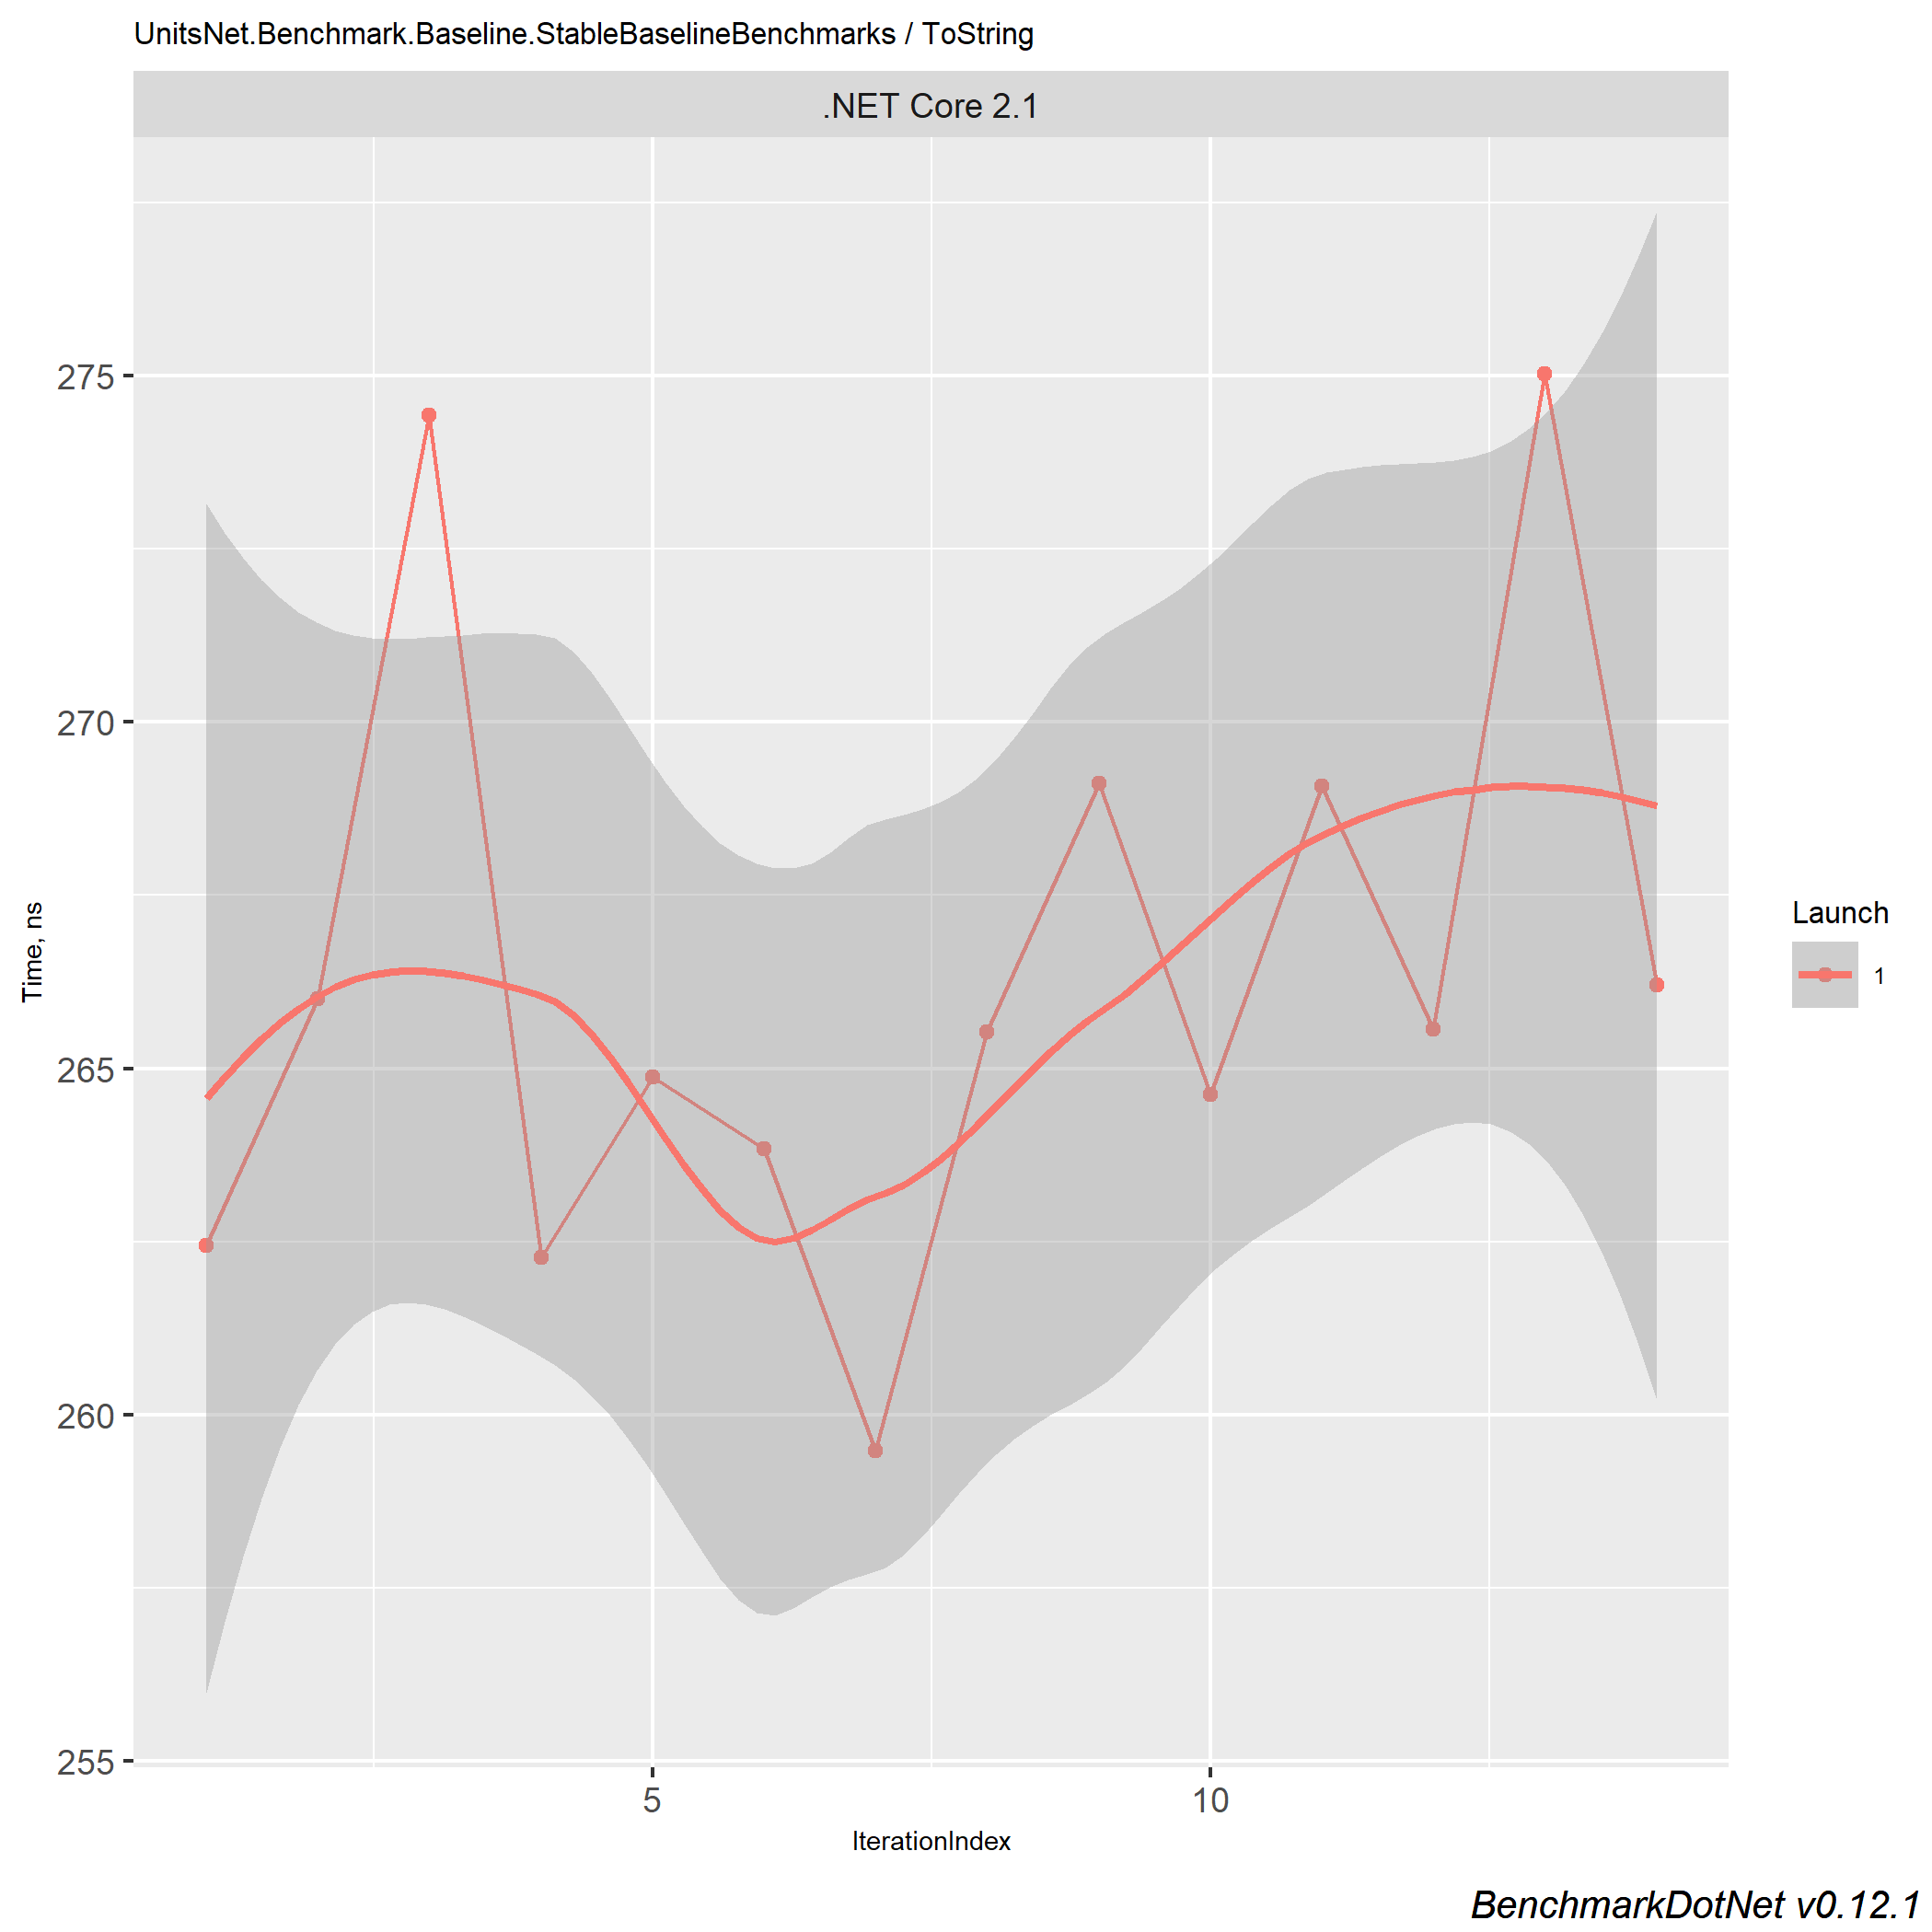 UnitsNet.Benchmark.Baseline.StableBaselineBenchmarks / ToString
.NET Core 2.1
275
270
265
260
255
Time, ns
5
10
IterationIndex
Launch
1
BenchmarkDotNet v0.12.1